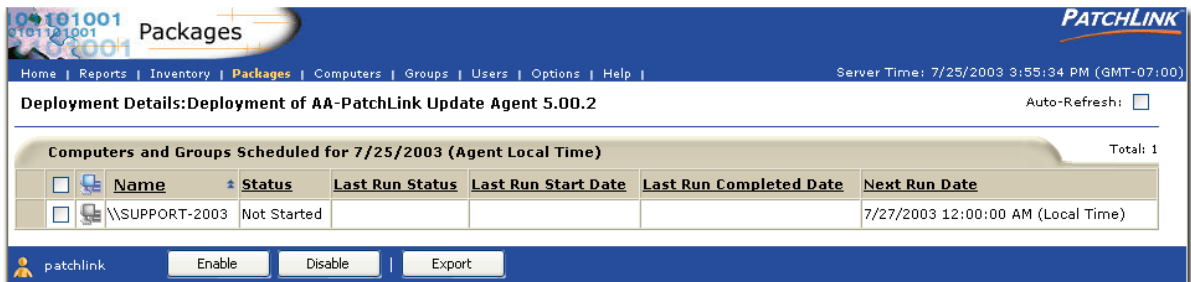 Packages
PATCHLINK
Home | Reports | Inventory | Packages | Computers | Groups | Users | Options | Help |
Server Time: 7/25/2003 3:55:34 PM (GMT-07:00)
Deployment Details:Deployment of AA-PatchLink Update Agent 5.00.2
Auto-Refresh:
Computers and Groups Scheduled for 7/25/2003 (Agent Local Time)
Total: 1
Name Status Last Run Status Last Run Start Date Last Run Completed Date Next Run Date
\\SUPPORT-2003 Not Started 7/27/2003 12:00:00 AM (Local Time)
patchlink Enable Disable | Export